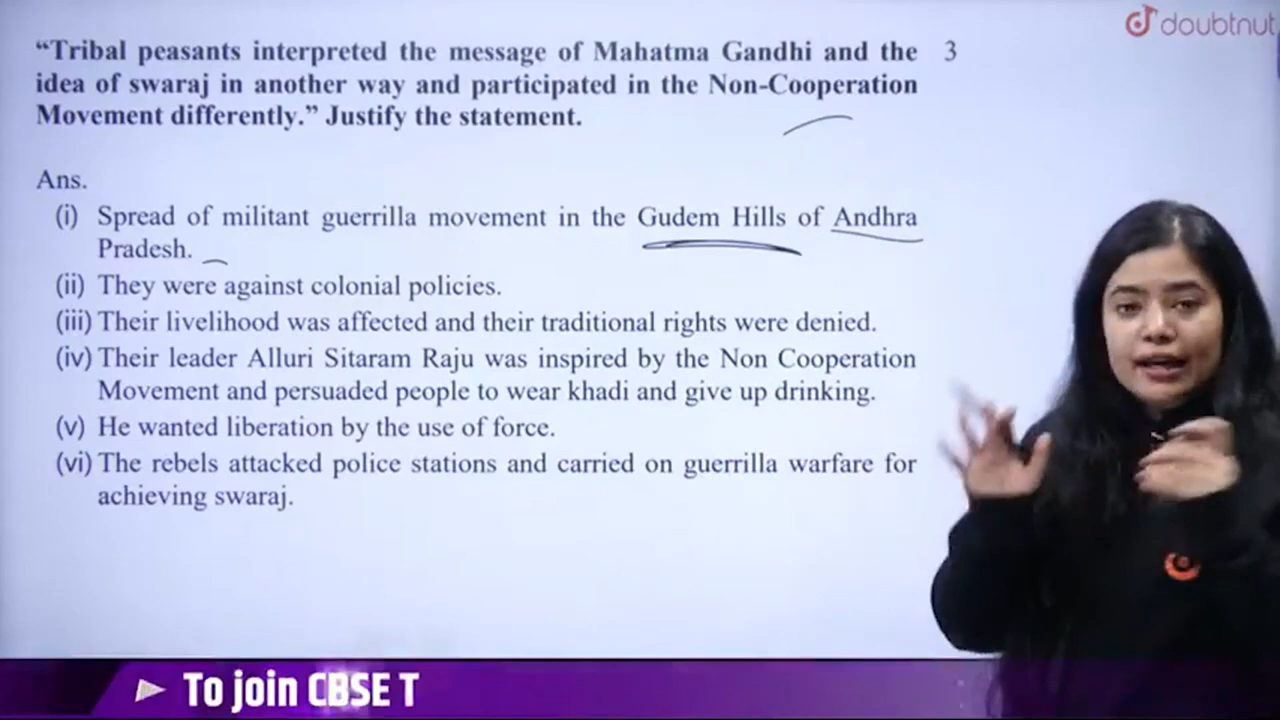 doubtnut
“Tribal peasants interpreted the message of Mahatma Gandhi and the 3
idea of swaraj in another way and participated in the Non-Cooperation
Movement differently.” Justify the statement.
Ans.
(i) Spread of militant guerrilla movement in the Gudem Hills of Andhra
Pradesh.
(ii) They were against colonial policies.
(iii) Their livelihood was affected and their traditional rights were denied.
(iv) Their leader Alluri Sitaram Raju was inspired by the Non Cooperation
Movement and persuaded people to wear khadi and give up drinking.
(v) He wanted liberation by the use of force.
(vi) The rebels attacked police stations and carried on guerrilla warfare for
achieving swaraj.
To join CBSE T